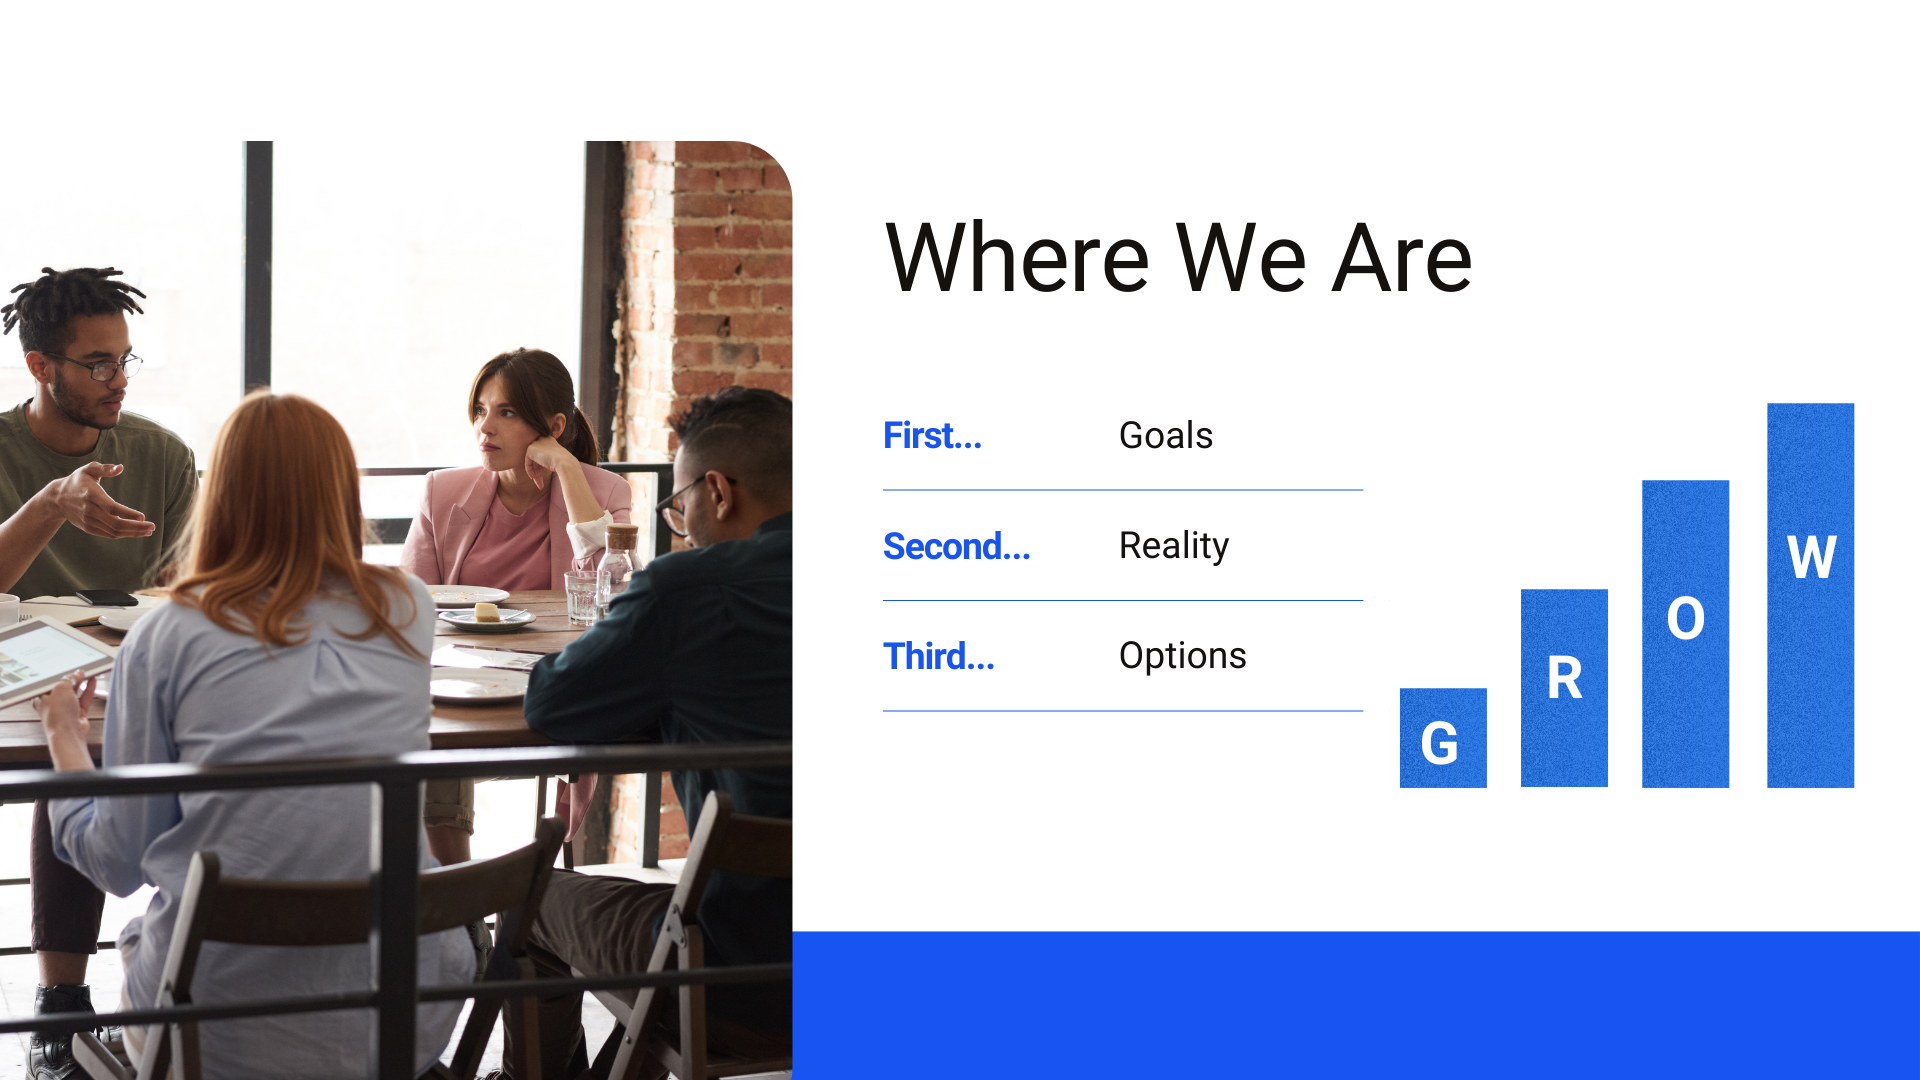 Where We Are
First... Goals
Second... Reality
Third... Options
G R O W